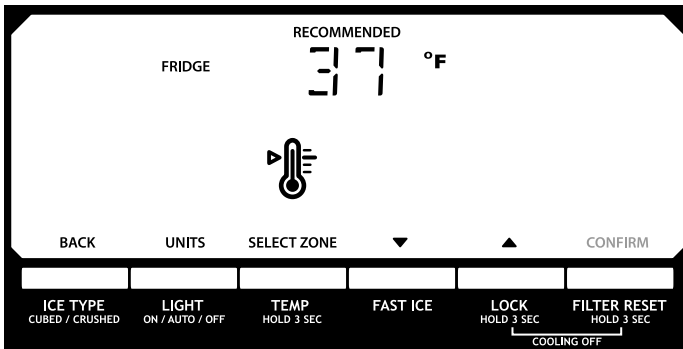 RECOMMENDED
FRIDGE 37 °F
BACK UNITS SELECT ZONE ▼ ▲ CONFIRM
ICE TYPE LIGHT TEMP FAST ICE LOCK FILTER RESET
CUBED / CRUSHED ON / AUTO / OFF HOLD 3 SEC HOLD 3 SEC HOLD 3 SEC
COOLING OFF